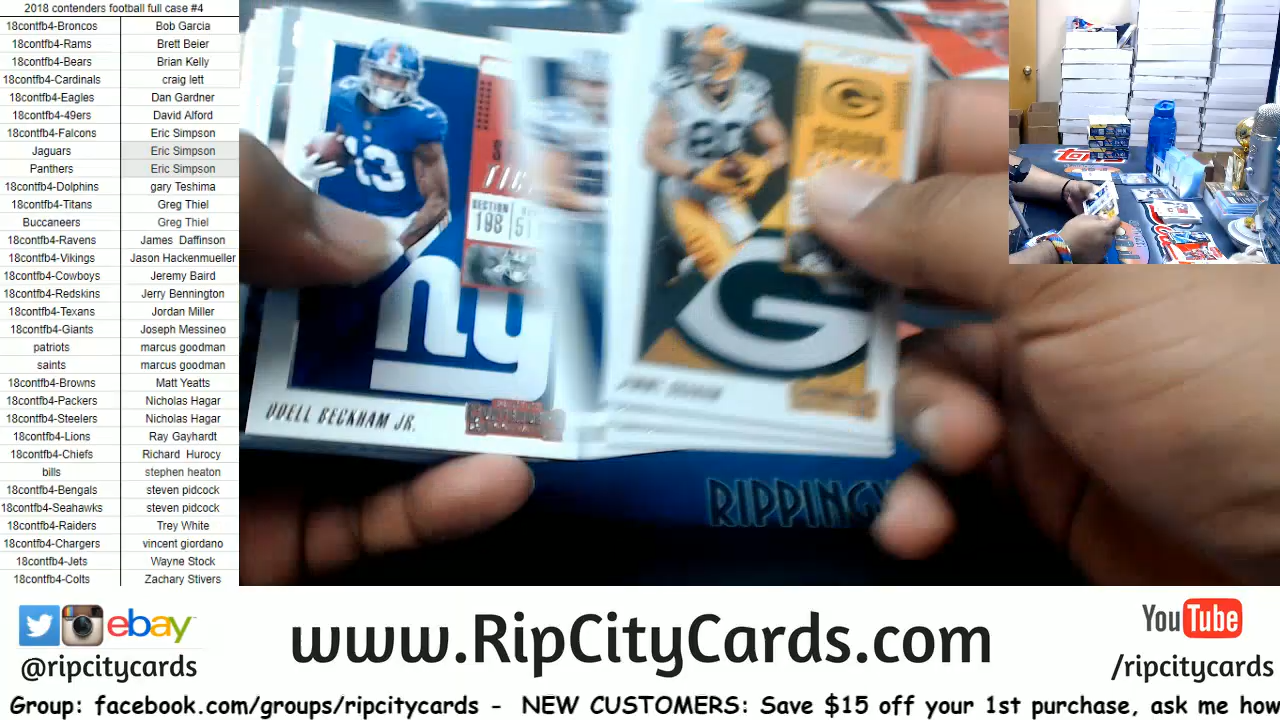 2018 contenders football full case #4
18contfb4-Broncos Bob Garcia
18contfb4-Rams Brett Beier
18contfb4-Bears Brian Kelly
18contfb4-Cardinals craig lett
18contfb4-Eagles Dan Gardner
18contfb4-49ers David Alford
18contfb4-Falcons Eric Simpson
Jaguars Eric Simpson
Panthers Eric Simpson
18contfb4-Dolphins gary Teshima
18contfb4-Titans Greg Thiel
Buccaneers Greg Thiel
18contfb4-Ravens James Daffinson
18contfb4-Vikings Jason Hackenmueller
18contfb4-Cowboys Jeremy Baird
18contfb4-Redskins Jerry Bennington
18contfb4-Texans Jordan Miller
18contfb4-Giants Joseph Messineo
patriots marcus goodman
saints marcus goodman
18contfb4-Browns Matt Yeatts
18contfb4-Packers Nicholas Hagar
18contfb4-Steelers Nicholas Hagar
18contfb4-Lions Ray Gayhardt
18contfb4-Chiefs Richard Hurocy
bills stephen heaton
18contfb4-Bengals steven pidcock
18contfb4-Seahawks steven pidcock
18contfb4-Raiders Trey White
18contfb4-Chargers vincent giordano
18contfb4-Jets Wayne Stock
18contfb4-Colts Zachary Stivers
13
SECTION
198
ny
ODELL BECKHAM JR.
80
G
RIPPING
ebay
@ripcitycards
www.RipCityCards.com
YouTube
/ripcitycards
Group: facebook.com/groups/ripcitycards - NEW CUSTOMERS: Save $15 off your 1st purchase, ask me how